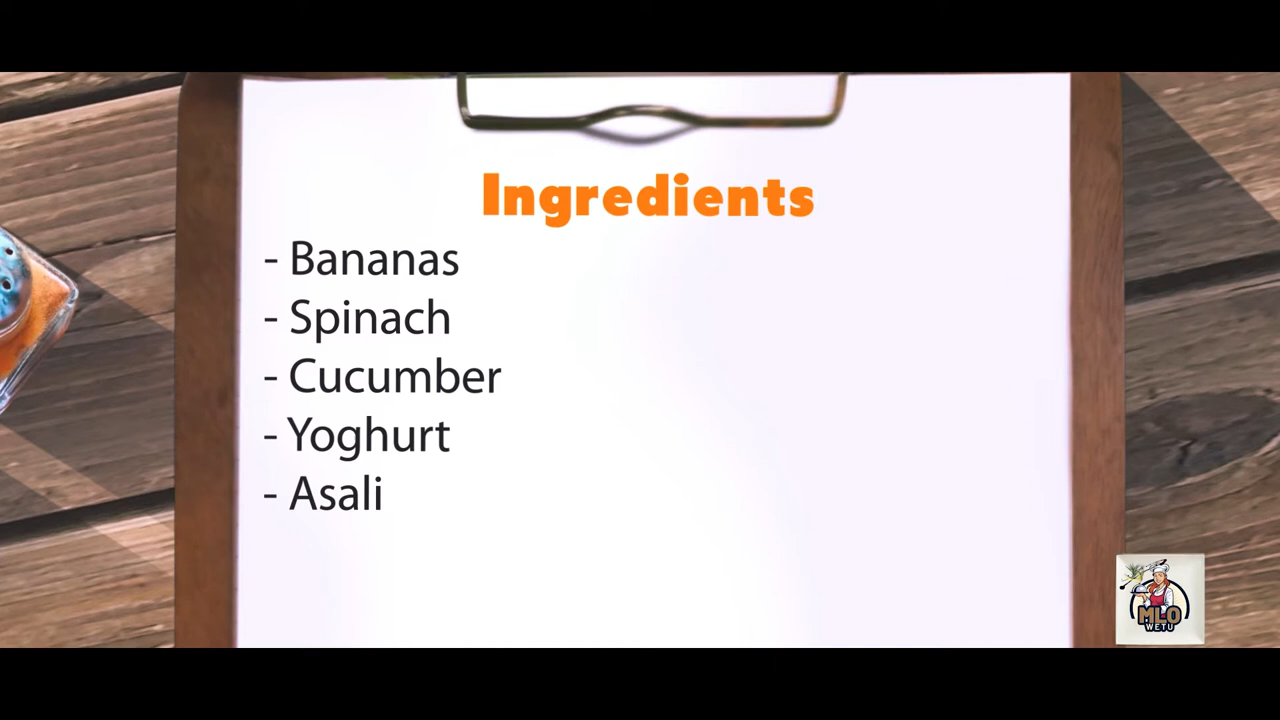 Ingredients
- Bananas
- Spinach
- Cucumber
- Yoghurt
- Asali
MLO
WETU